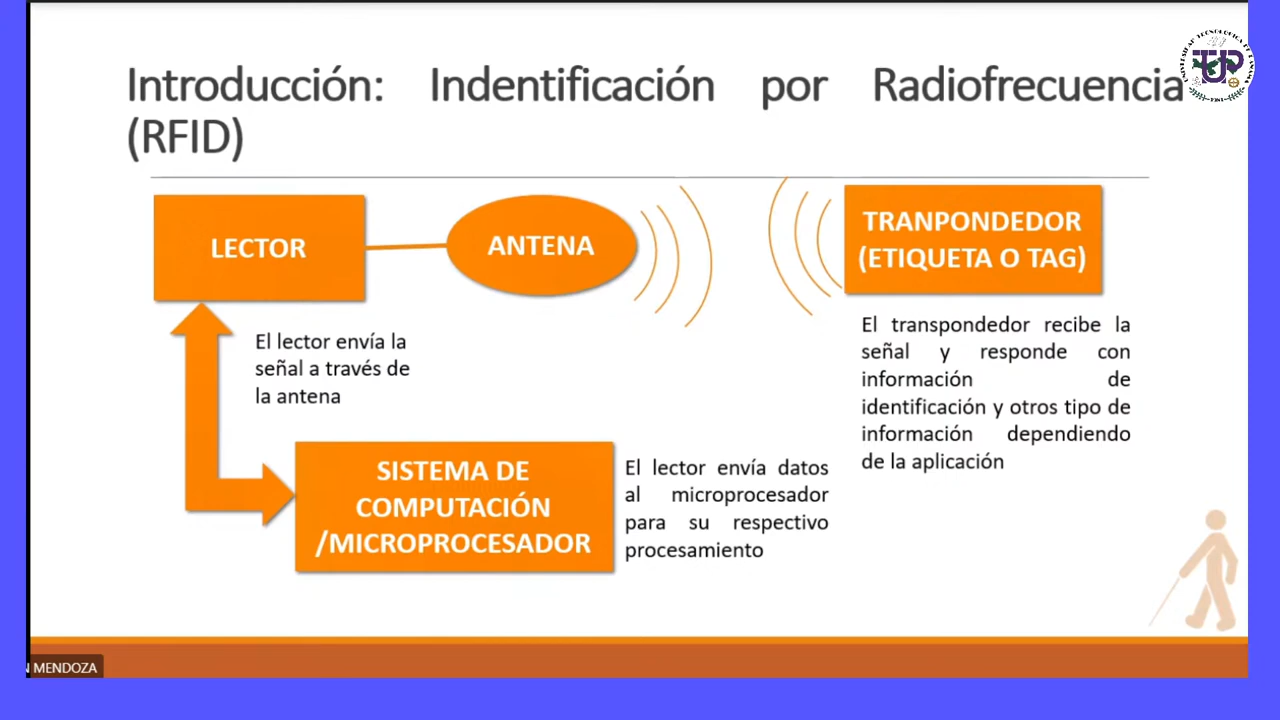 Introducción: Indentificación por Radiofrecuencia
(RFID)
LECTOR
ANTENA
TRANPONDEDOR
(ETIQUETA O TAG)
El lector envía la
señal a través de
la antena
El transpondedor recibe la
señal y responde con
información de
identificación y otros tipo de
información dependiendo
de la aplicación
SISTEMA DE
COMPUTACIÓN
/MICROPROCESADOR
El lector envía datos
al microprocesador
para su respectivo
procesamiento
MENDOZA